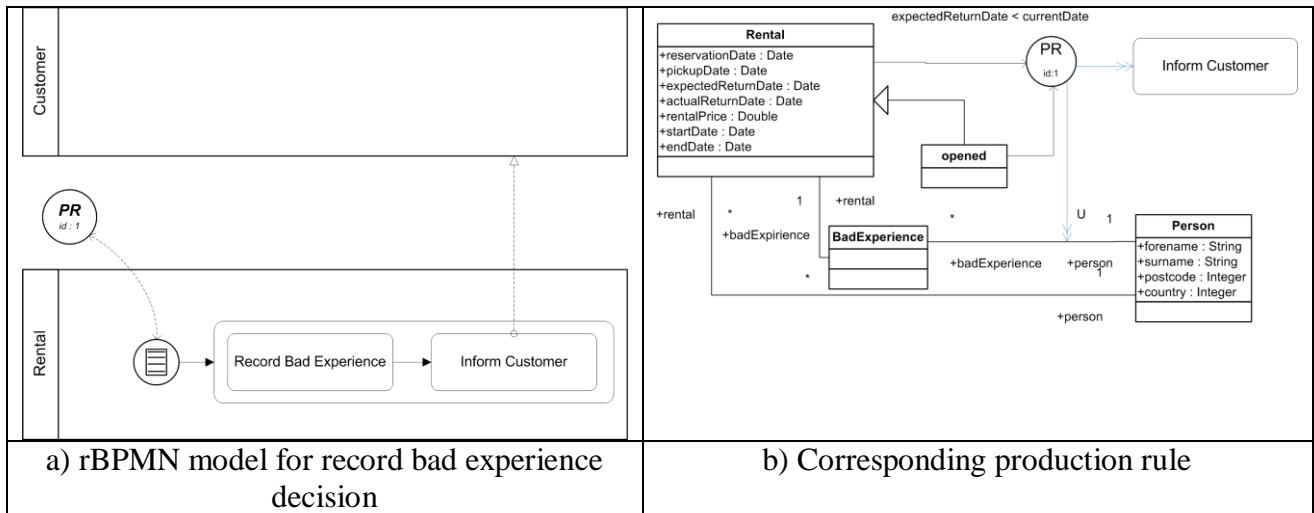 Customer
PR
id : 1
Rental
Record Bad Experience
Inform Customer
a) rBPMN model for record bad experience
decision
expectedReturnDate < currentDate
Rental
+reservationDate : Date
+pickupDate : Date
+expectedReturnDate : Date
+actualReturnDate : Date
+rentalPrice : Double
+startDate : Date
+endDate : Date
PR
id:1
Inform Customer
opened
+rental
*
1
+rental
+badExpirience
*
BadExperience
*
+badExperience
U
1
+person
1
Person
+forename : String
+surname : String
+postcode : Integer
+country : Integer
+person
b) Corresponding production rule